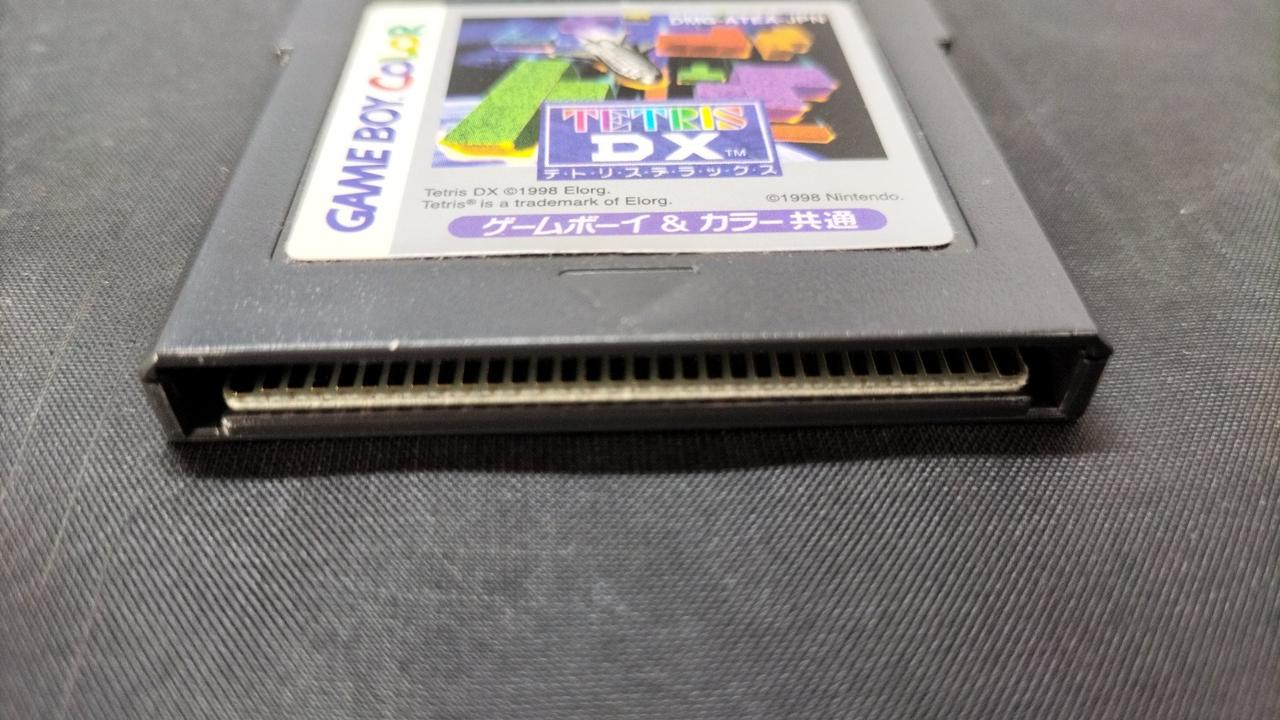 DMG-ATEA-JPN
GAME BOY COLOR
TETRIS
DX™
テ・ト・リ・ス・デ・ラ・ッ・ク・ス
Tetris DX ©1998 Elorg.
Tetris® is a trademark of Elorg.
©1998 Nintendo.
ゲームボーイ & カラー共通